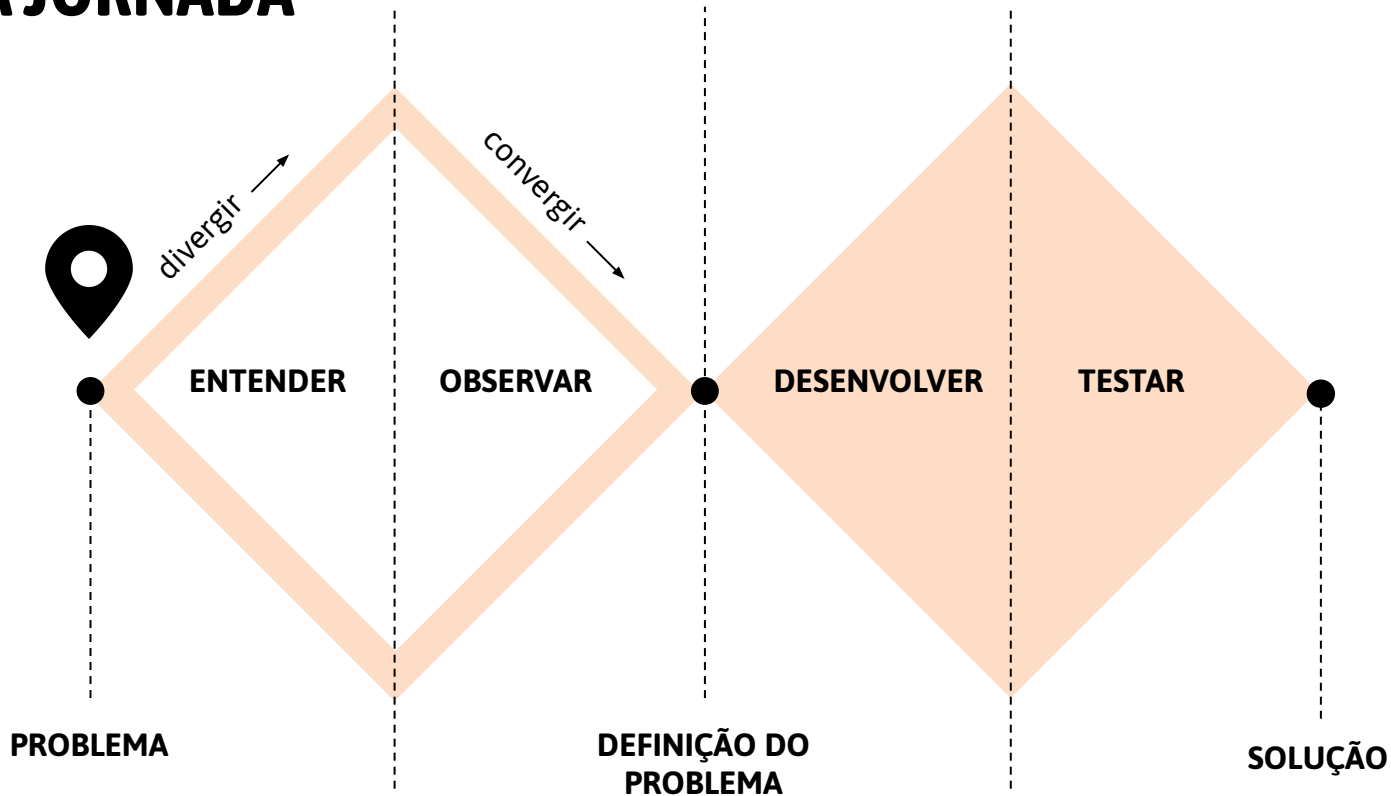 A JORNADA
divergir
convergir
ENTENDER
OBSERVAR
DESENVOLVER
TESTAR
PROBLEMA
DEFINIÇÃO DO
PROBLEMA
SOLUÇÃO